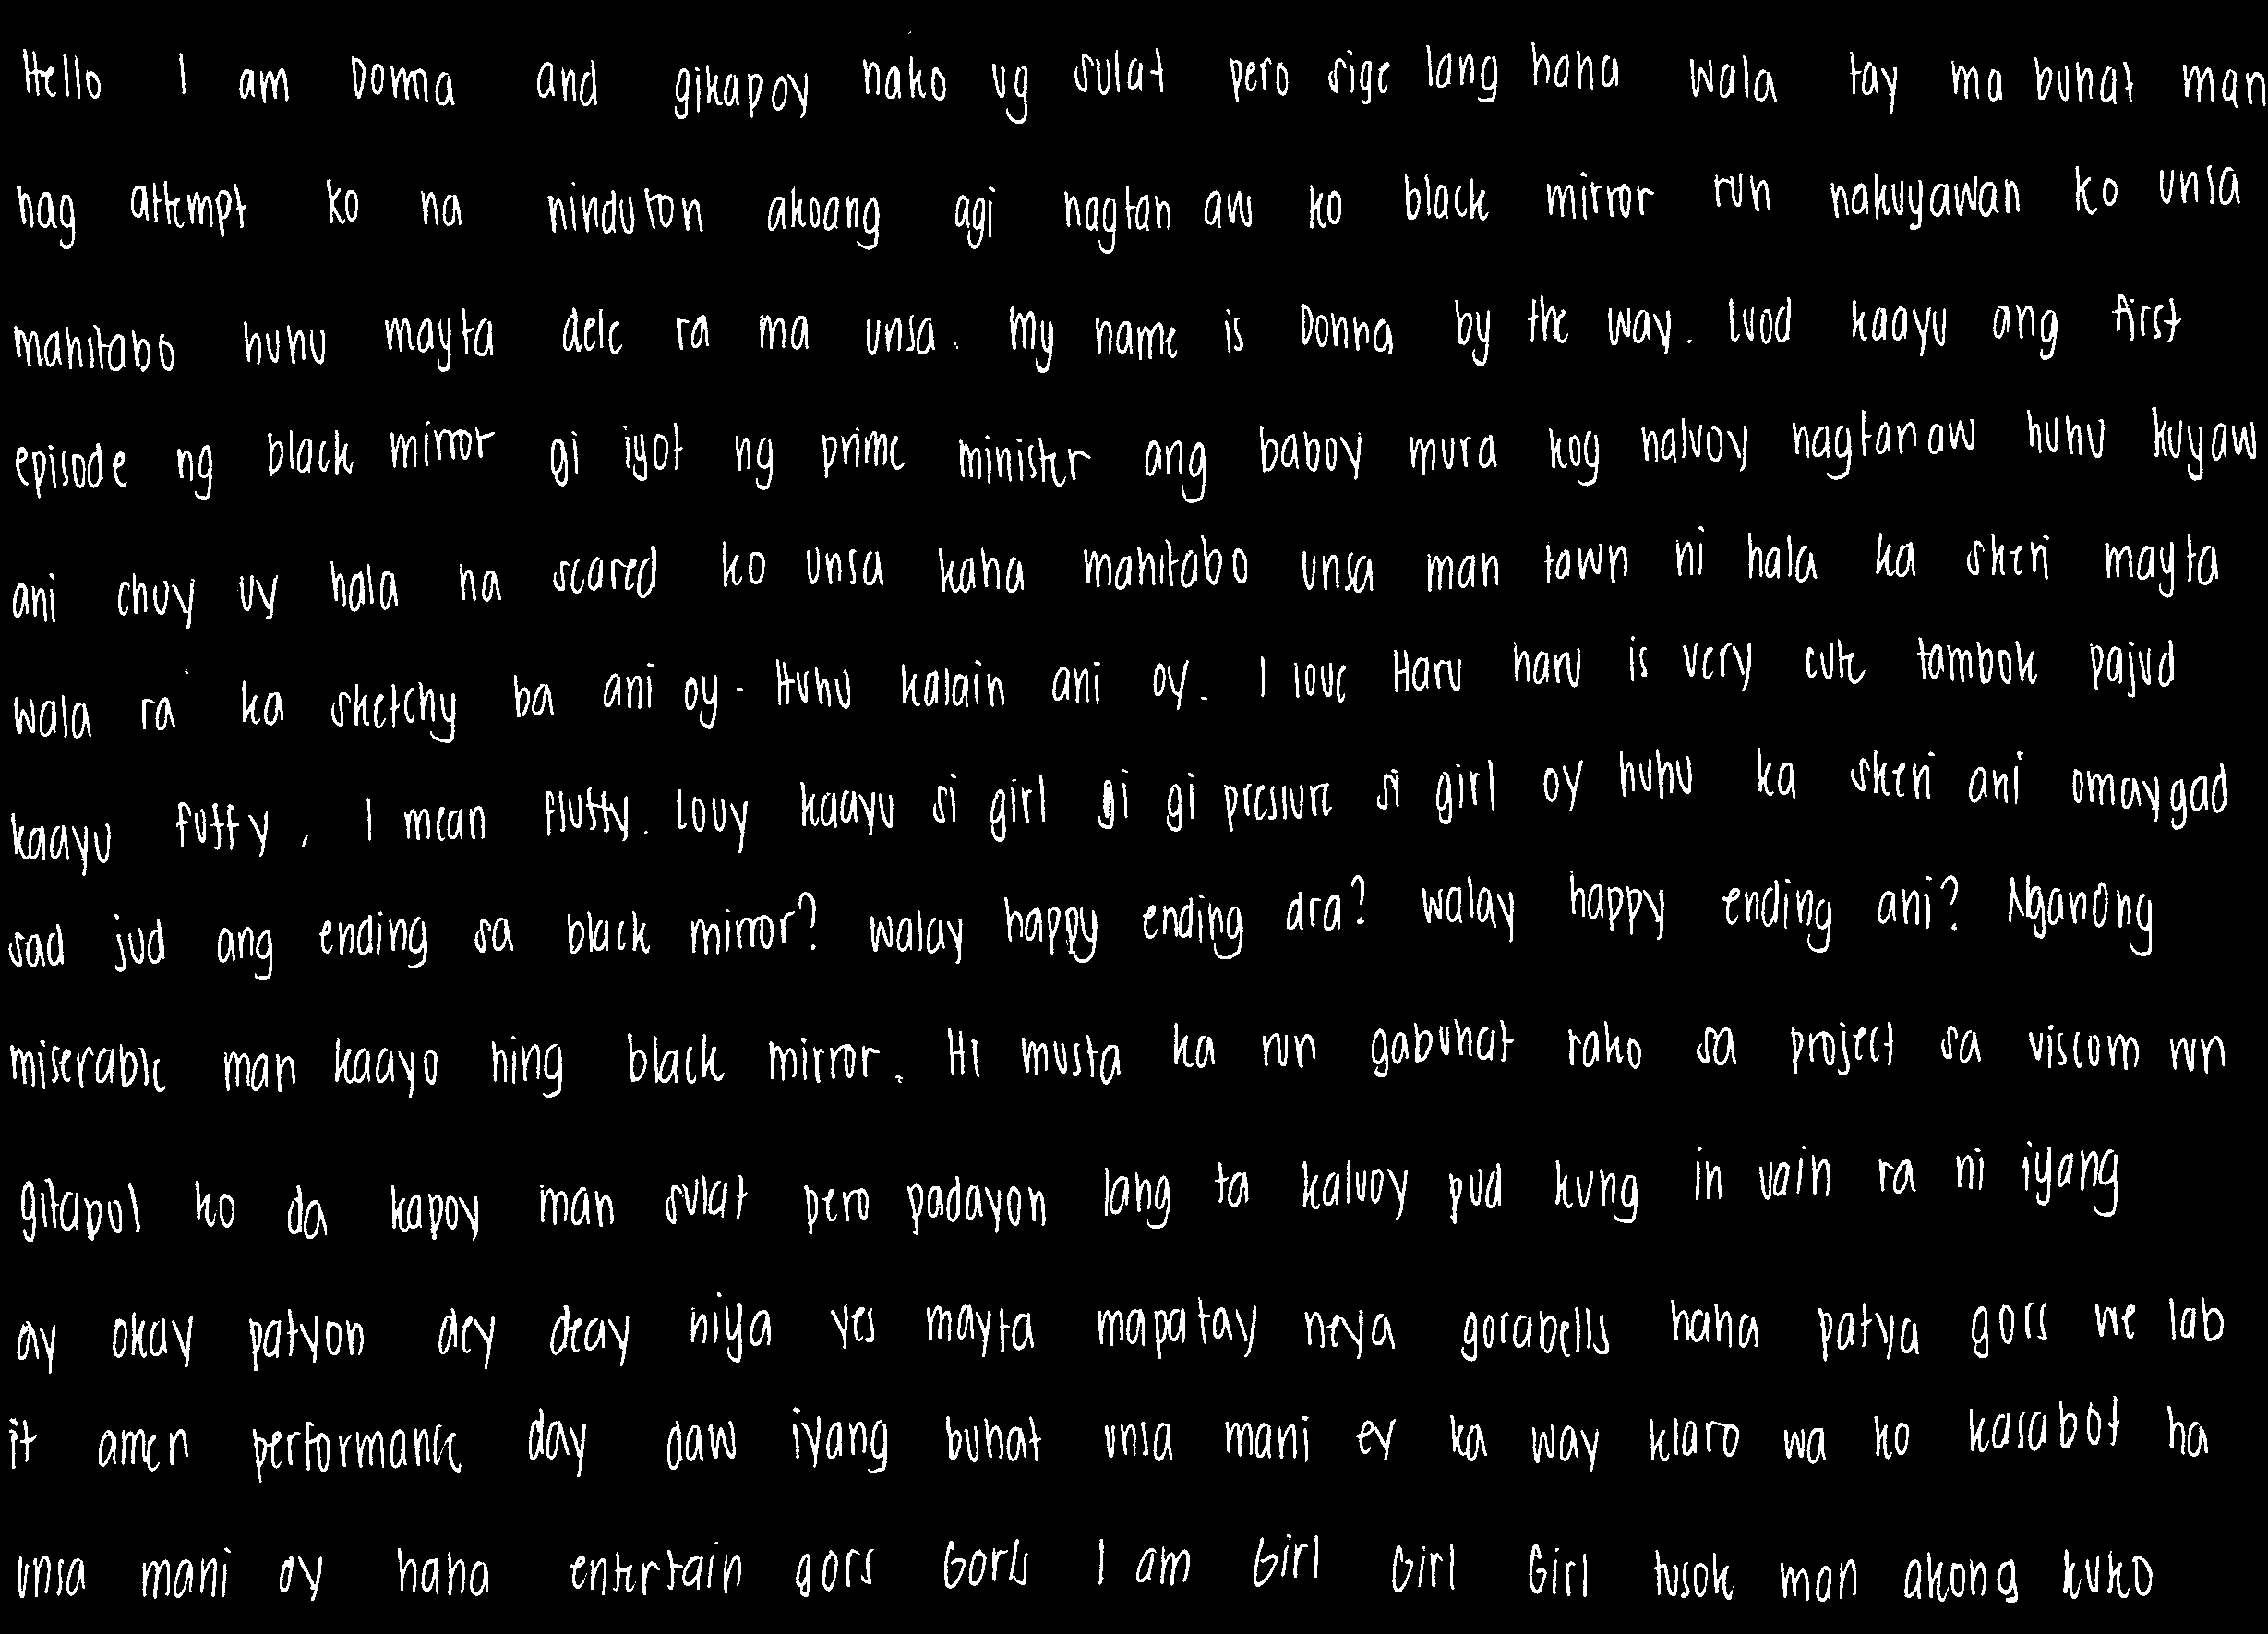 Hello I am Donna and gikapoy nako ug sulat pero sige lang haha wala tay ma buhat man
nag attempt ko na ninduton akoang agi nagtan aw ko black mirror run nakuyawan ko unsa
mahitabo huhu mayta dele ra ma unsa. My name is Donna by the way. luod kaayu ang first
episode ng black mirror gi iyot ng prime minister ang baboy mura kog naluoy nagtanaw huhu kuyaw
ani chuy uy hala na scared ko unsa kaha mahitabo unsa man tawn ni hala ka skeri mayta
wala ra ka sketchy ba ani oy. Huhu kalain ani oy. I love Haru haru is very cute tambok pajud
kaayu fuffy, I mean fluffy. Louy kaayu si girl gi gi pressure si girl oy huhu ka skeri ani omaygad
sad jud ang ending sa black mirror? walay happy ending dra? walay happy ending ani? Nganong
miserable man kaayo ning black mirror. Hi musta ka run gabuhat rako sa project sa viscom run
gitapol ko da kapoy man sulat pero padayon lang ta kaluoy pud kung in vain ra ni iyang
ay okay patyon dey deay niya yes mayta mapatay neya gorabells haha patya gors we lab
it amen performance day daw iyang buhat unsa mani ey ka way klaro wa ko kasabot ha
unsa mani oy haha entertain gors Gorls I am Girl Girl Girl tusok man akong kuko